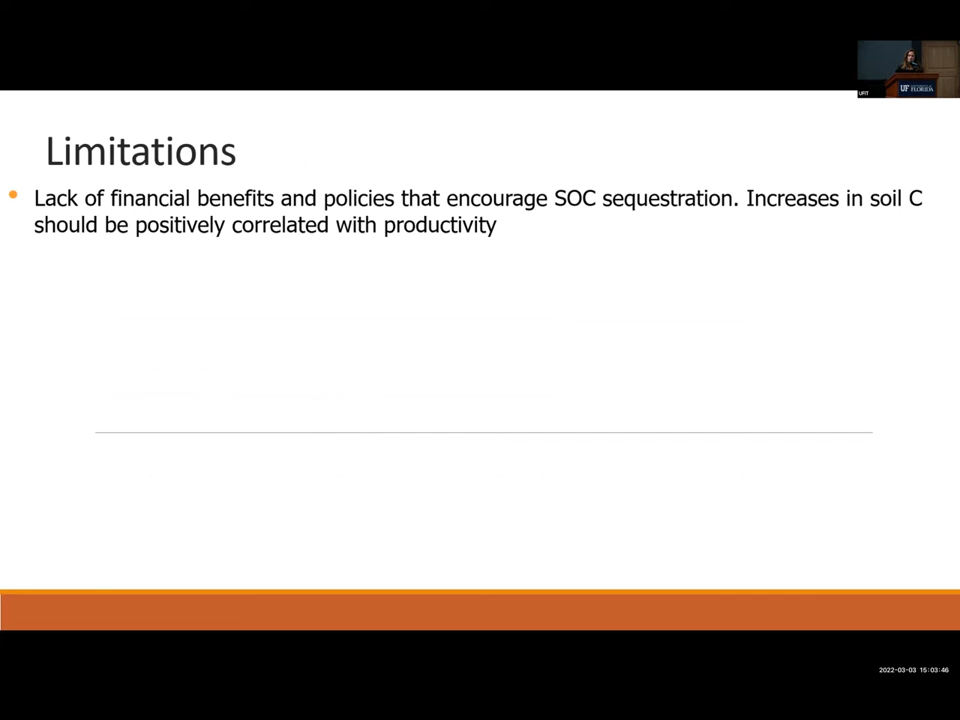 UF FLORIDA
UFIT
Limitations
• Lack of financial benefits and policies that encourage SOC sequestration. Increases in soil C
should be positively correlated with productivity
2022-03-03 15:03:46